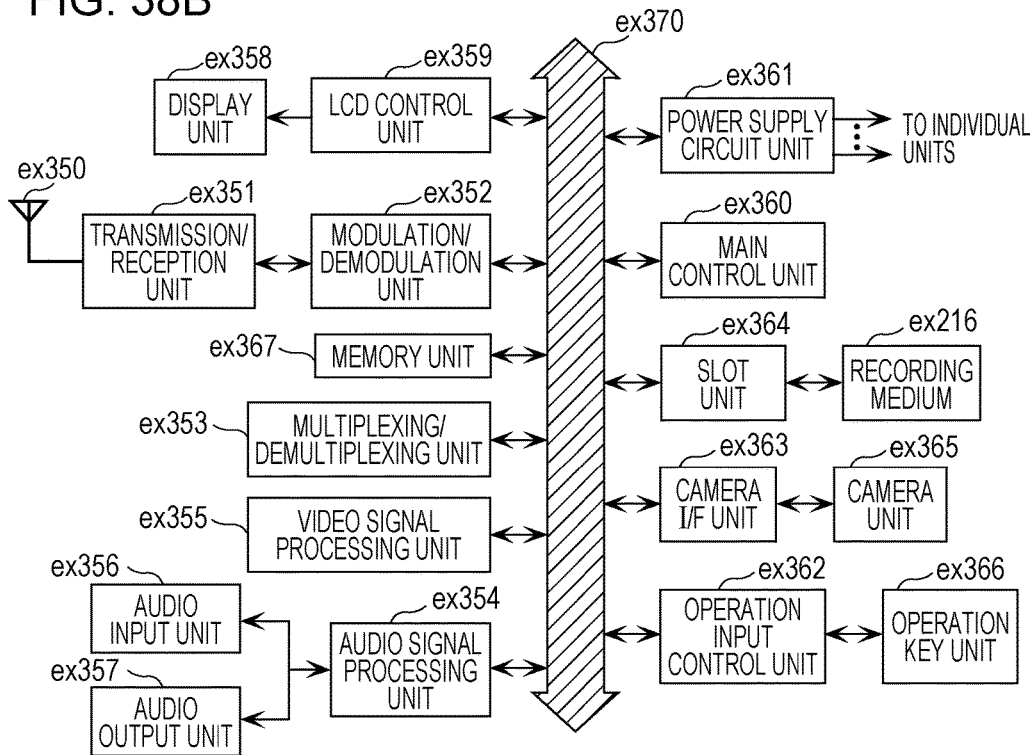 FIG. 38B
ex370
ex358
DISPLAY
UNIT
ex359
LCD CONTROL
UNIT
ex361
POWER SUPPLY
CIRCUIT UNIT
TO INDIVIDUAL
UNITS
ex350
ex351
TRANSMISSION/
RECEPTION
UNIT
ex352
MODULATION/
DEMODULATION
UNIT
ex360
MAIN
CONTROL UNIT
ex367
MEMORY UNIT
ex364
SLOT
UNIT
ex216
RECORDING
MEDIUM
ex353
MULTIPLEXING/
DEMULTIPLEXING UNIT
ex363
CAMERA
I/F UNIT
ex365
CAMERA
UNIT
ex355
VIDEO SIGNAL
PROCESSING UNIT
ex356
AUDIO
INPUT UNIT
ex354
AUDIO SIGNAL
PROCESSING
UNIT
ex357
AUDIO
OUTPUT UNIT
ex362
OPERATION
INPUT
CONTROL UNIT
ex366
OPERATION
KEY UNIT